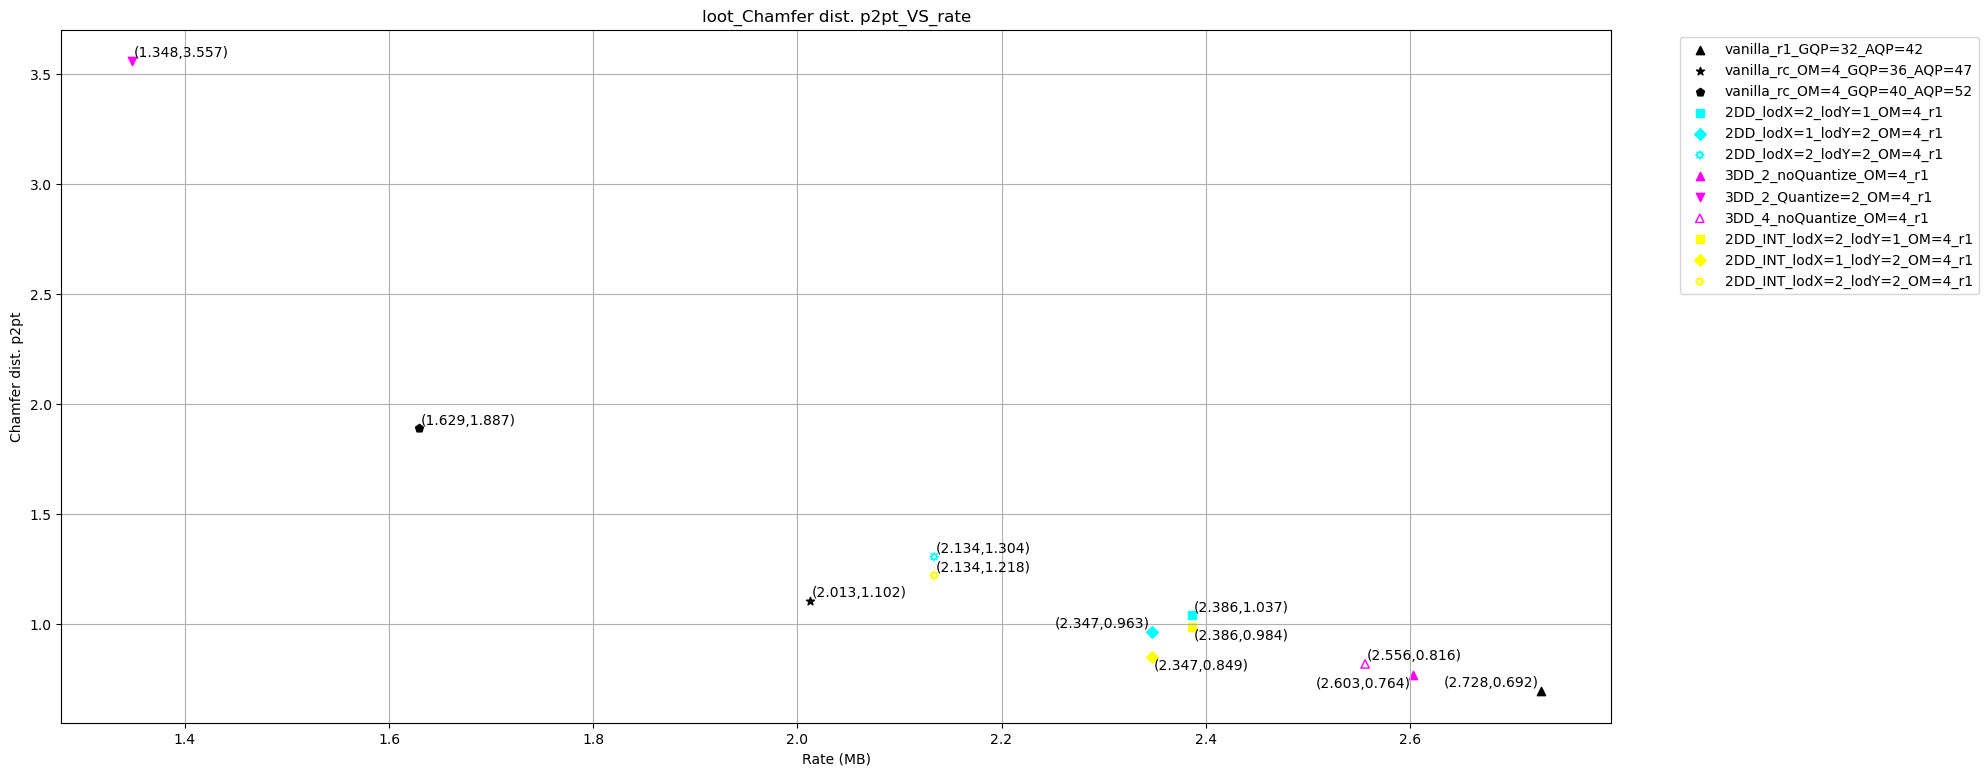 loot_Chamfer dist. p2pt_VS_rate
(1.348,3.557)
(1.629,1.887)
(2.134,1.304)
(2.134,1.218)
(2.013,1.102)
(2.386,1.037)
(2.347,0.963)
(2.386,0.984)
(2.347,0.849)
(2.556,0.816)
(2.603,0.764)
(2.728,0.692)
3.5
3.0
2.5
2.0
1.5
1.0
Chamfer dist. p2pt
1.4
1.6
1.8
2.0
2.2
2.4
2.6
Rate (MB)
vanilla_r1_GQP=32_AQP=42
vanilla_rc_OM=4_GQP=36_AQP=47
vanilla_rc_OM=4_GQP=40_AQP=52
2DD_lodX=2_lodY=1_OM=4_r1
2DD_lodX=1_lodY=2_OM=4_r1
2DD_lodX=2_lodY=2_OM=4_r1
3DD_2_noQuantize_OM=4_r1
3DD_2_Quantize=2_OM=4_r1
3DD_4_noQuantize_OM=4_r1
2DD_INT_lodX=2_lodY=1_OM=4_r1
2DD_INT_lodX=1_lodY=2_OM=4_r1
2DD_INT_lodX=2_lodY=2_OM=4_r1